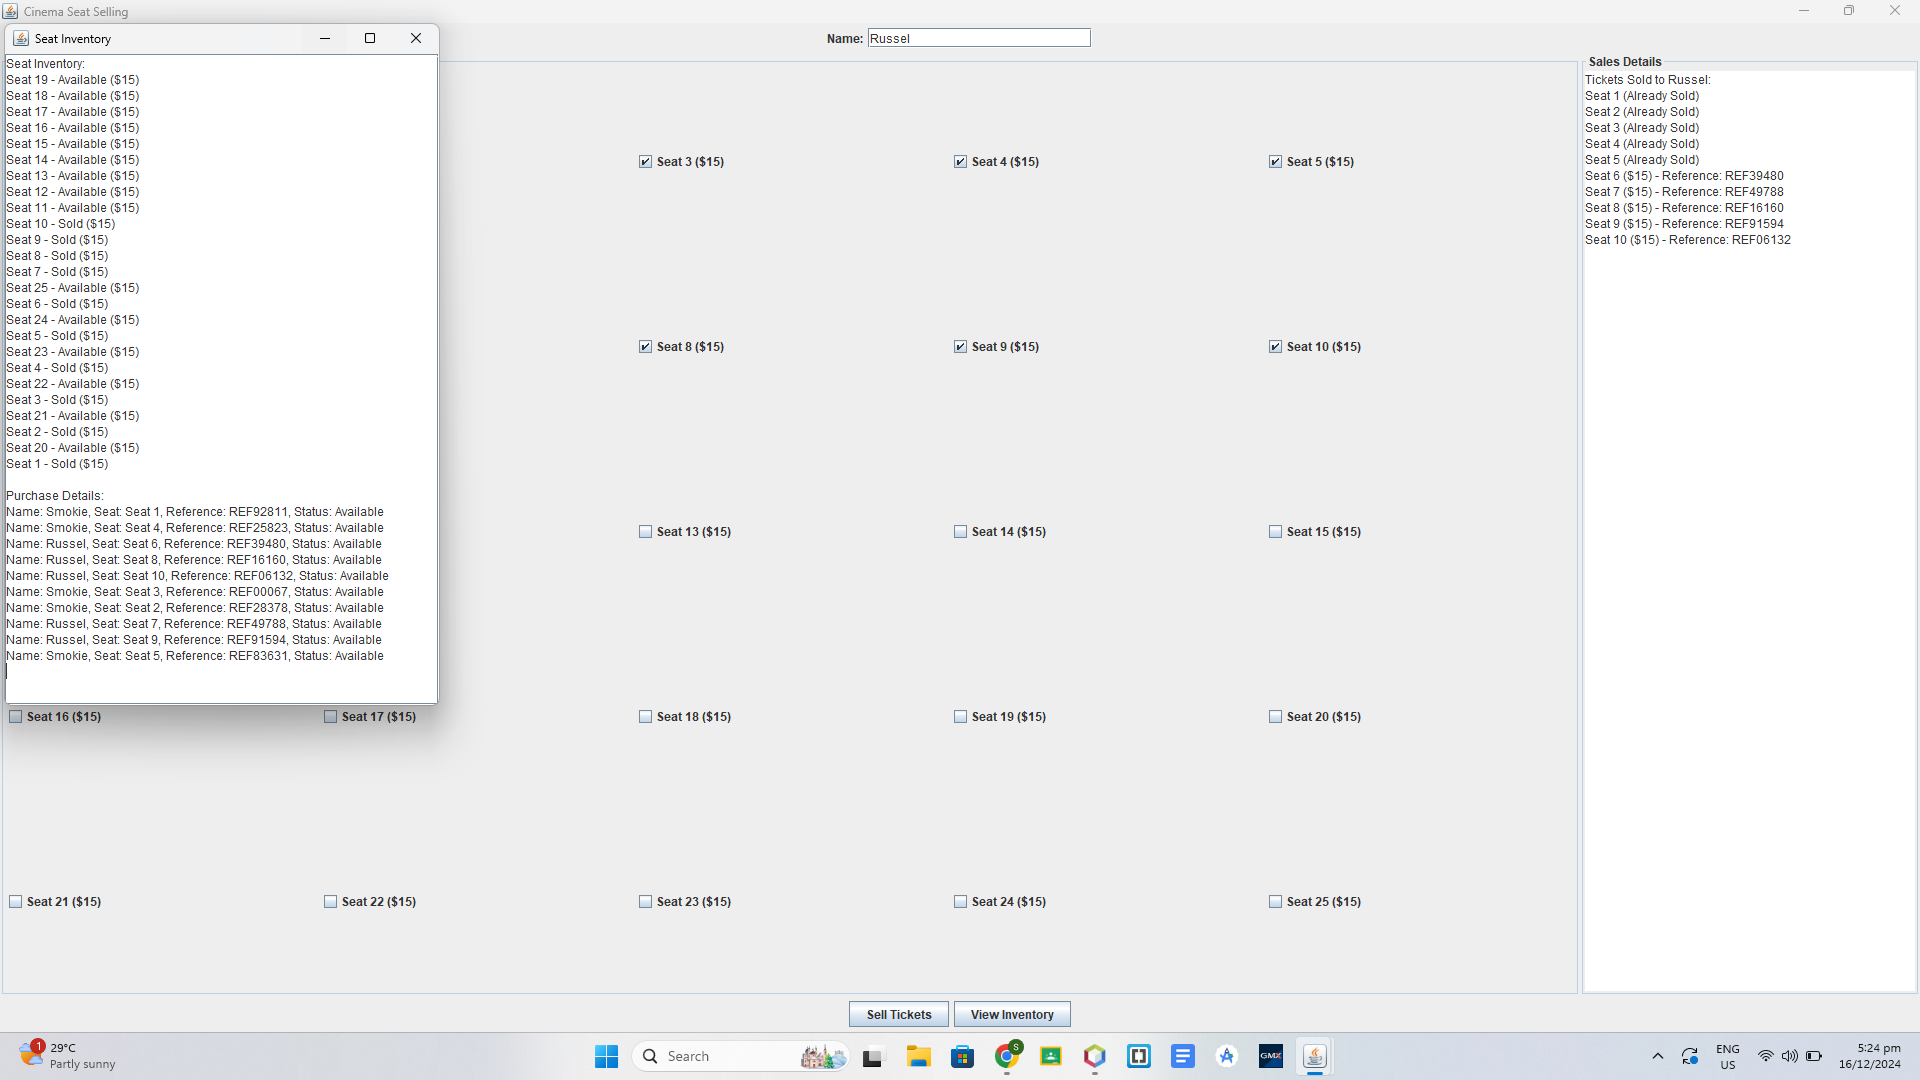 Cinema Seat Selling
Seat Inventory
Name: Russel
Seat Inventory:
Seat 19 - Available ($15)
Seat 18 - Available ($15)
Seat 17 - Available ($15)
Seat 16 - Available ($15)
Seat 15 - Available ($15)
Seat 14 - Available ($15)
Seat 13 - Available ($15)
Seat 12 - Available ($15)
Seat 11 - Available ($15)
Seat 10 - Sold ($15)
Seat 9 - Sold ($15)
Seat 8 - Sold ($15)
Seat 7 - Sold ($15)
Seat 25 - Available ($15)
Seat 6 - Sold ($15)
Seat 24 - Available ($15)
Seat 5 - Sold ($15)
Seat 23 - Available ($15)
Seat 4 - Sold ($15)
Seat 22 - Available ($15)
Seat 3 - Sold ($15)
Seat 21 - Available ($15)
Seat 2 - Sold ($15)
Seat 20 - Available ($15)
Seat 1 - Sold ($15)
Purchase Details:
Name: Smokie, Seat: Seat 1, Reference: REF92811, Status: Available
Name: Smokie, Seat: Seat 4, Reference: REF25823, Status: Available
Name: Russel, Seat: Seat 6, Reference: REF39480, Status: Available
Name: Russel, Seat: Seat 8, Reference: REF16160, Status: Available
Name: Russel, Seat: Seat 10, Reference: REF06132, Status: Available
Name: Smokie, Seat: Seat 3, Reference: REF00067, Status: Available
Name: Smokie, Seat: Seat 2, Reference: REF28378, Status: Available
Name: Russel, Seat: Seat 7, Reference: REF49788, Status: Available
Name: Russel, Seat: Seat 9, Reference: REF91594, Status: Available
Name: Smokie, Seat: Seat 5, Reference: REF83631, Status: Available
Seat 3 ($15) Seat 4 ($15) Seat 5 ($15)
Seat 8 ($15) Seat 9 ($15) Seat 10 ($15)
Seat 13 ($15) Seat 14 ($15) Seat 15 ($15)
Seat 16 ($15) Seat 17 ($15) Seat 18 ($15) Seat 19 ($15) Seat 20 ($15)
Seat 21 ($15) Seat 22 ($15) Seat 23 ($15) Seat 24 ($15) Seat 25 ($15)
Sales Details
Tickets Sold to Russel:
Seat 1 (Already Sold)
Seat 2 (Already Sold)
Seat 3 (Already Sold)
Seat 4 (Already Sold)
Seat 5 (Already Sold)
Seat 6 ($15) - Reference: REF39480
Seat 7 ($15) - Reference: REF49788
Seat 8 ($15) - Reference: REF16160
Seat 9 ($15) - Reference: REF91594
Seat 10 ($15) - Reference: REF06132
Sell Tickets View Inventory
1
29°C
Partly sunny
Search
S
GMX
ENG
US
5:24 pm
16/12/2024